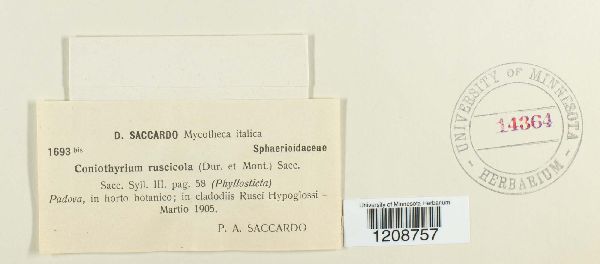 D. SACCARDO Mycotheca italica
1693 bis Sphaerioidaceae
Coniothyrium ruscicola (Dur. et Mont.) Sacc.
Sacc. Syll. III. pag. 58 (Phyllosticta)
Padova, in horto botanico; in cladodiis Rusci Hypoglossi -
Martio 1905.
P. A. SACCARDO
UNIVERSITY OF MINNESOTA
14364
HERBARIUM
University of Minnesota Herbarium
1208757